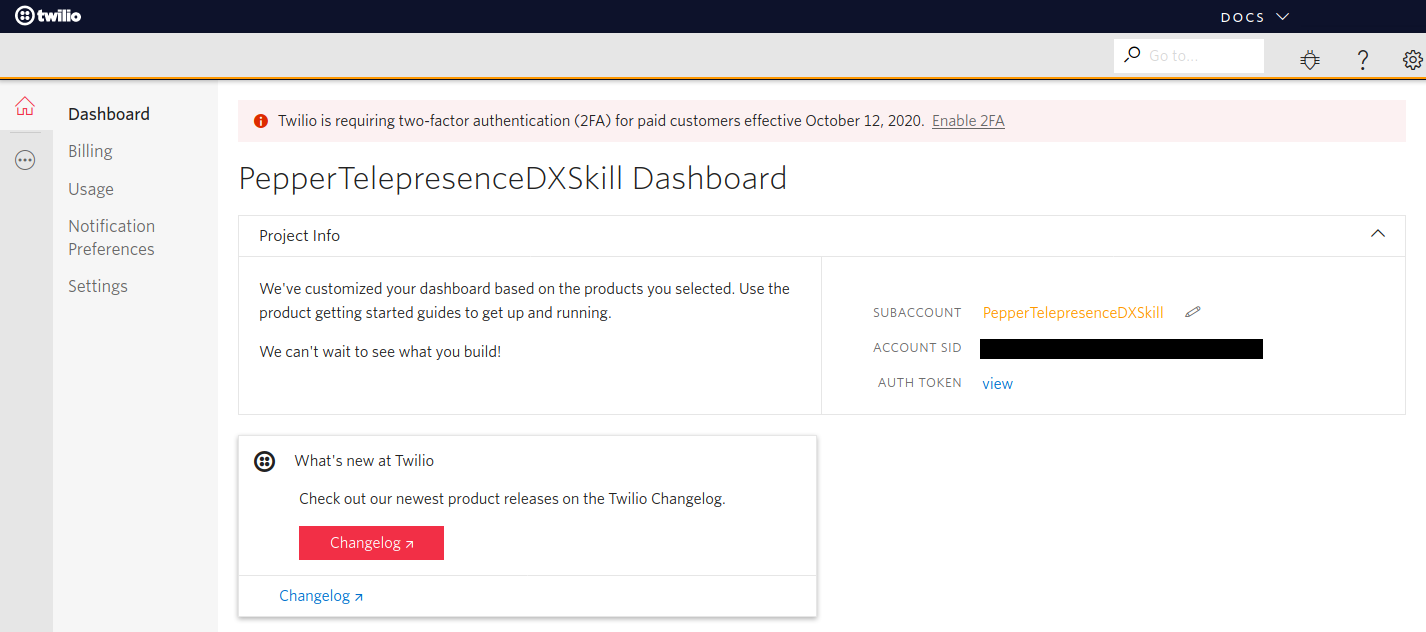 twilio
DOCS
Go to...
Dashboard
Billing
Usage
Notification
Preferences
Settings
Twilio is requiring two-factor authentication (2FA) for paid customers effective October 12, 2020. Enable 2FA
PepperTelepresenceDXSkill Dashboard
Project Info
We've customized your dashboard based on the products you selected. Use the
product getting started guides to get up and running.
We can't wait to see what you build!
SUBACCOUNT PepperTelepresenceDXSkill
ACCOUNT SID
AUTH TOKEN view
What's new at Twilio
Check out our newest product releases on the Twilio Changelog.
Changelog
Changelog